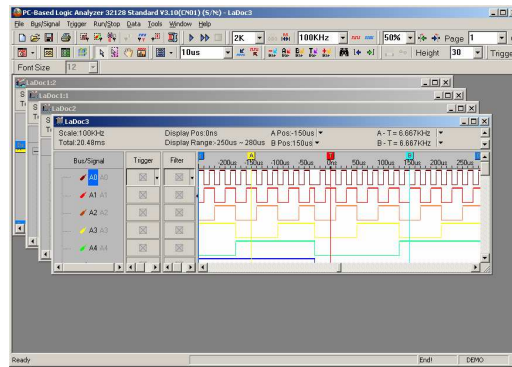 PC-Based Logic Analyzer 32128 Standard V3.10(CN01) (S/N:) - LaDoc3
File Bus/Signal Trigger Run/Stop Data Tools Window Help
2K 100KHz 50% Page 1
10us Height 30 Trigge
Font Size 12
LaDoc1:2
LaDoc1:1
LaDoc2
LaDoc3
Scale:100KHz Display Pos:0ns A Pos:-150us A - T = 6.667KHz
Total:20.48ms Display Range:-250us ~ 280us B Pos:150us B - T = 6.667KHz
Bus/Signal Trigger Filter
A T B
-200us -150us -100us -50us 0ns 50us 100us 150us 200us 250us
A0 A0
A1 A1
A2 A2
A3 A3
A4 A4
Ready End! DEMO